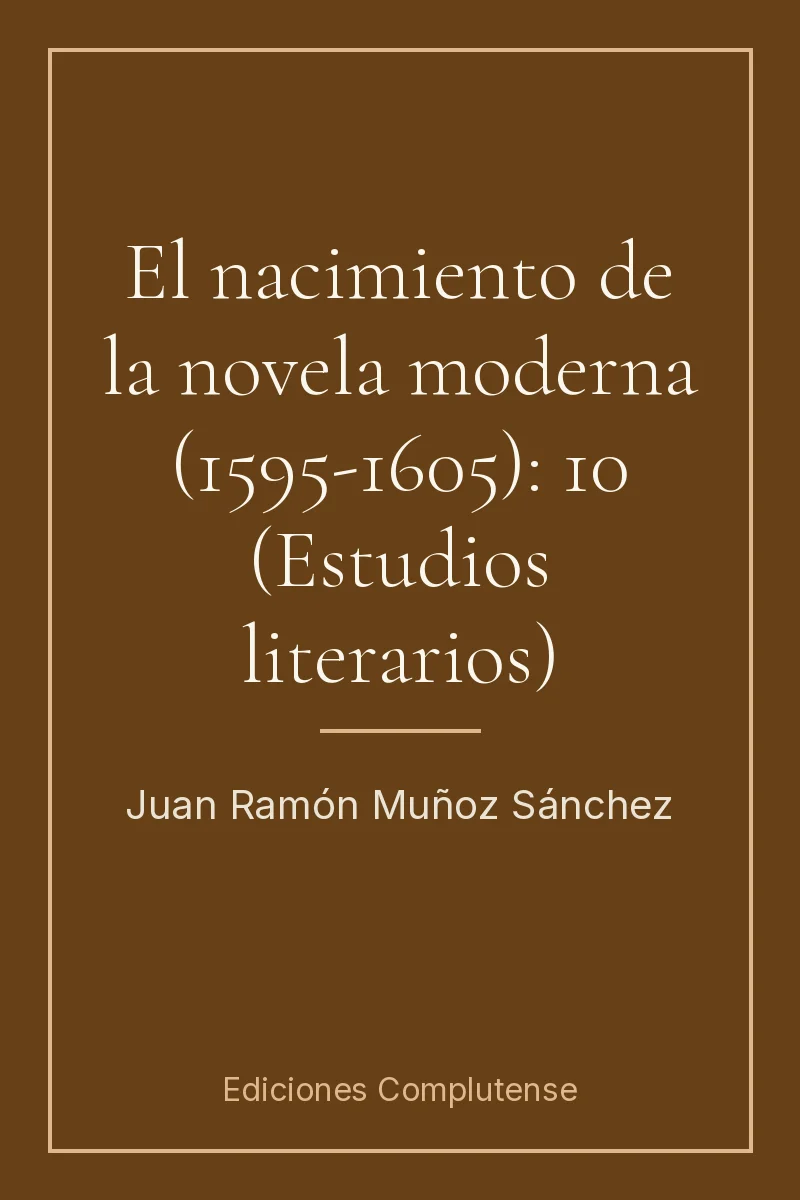 El nacimiento de
la novela moderna
(1595-1605): 10
(Estudios
literarios)
Juan Ramón Muñoz Sánchez
Ediciones Complutense